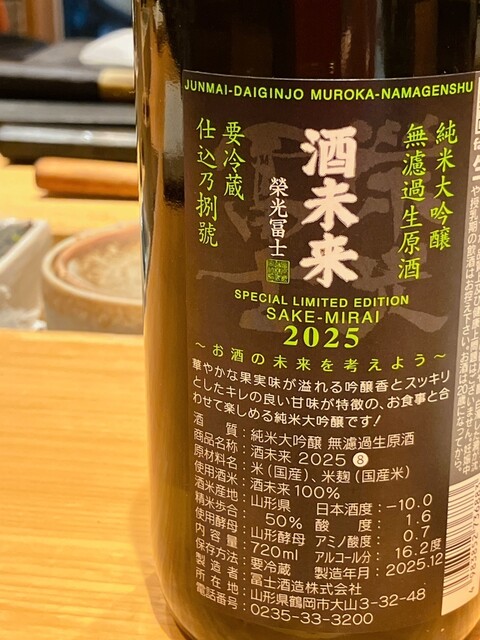 JUNMAI-DAIGINJO MUROKA-NAMAGENSHU
純米大吟醸
無濾過生原酒
酒未来
榮光冨士
要冷蔵
仕込乃捌號
SPECIAL LIMITED EDITION
SAKE-MIRAI
2025
～お酒の未来を考えよう～
華やかな果実味が溢れる吟醸香とスッキリ
としたキレの良い甘味が特徴の、お食事と合
わせて楽しめる純米大吟醸です!
酒質:純米大吟醸 無濾過生原酒
商品名称:酒未来 2025 8
原材料名:米(国産)、米麹(国産米)
使用酒米:酒未来100%
酒米産地:山形県 日本酒度:-10.0
精米歩合:50% 酸度:1.6
使用酵母:山形酵母 アミノ酸度:0.7
内容量:720ml アルコール分:16.2度
保存方法:要冷蔵 製造年月:2025.12
製造者:冨士酒造株式会社
所在地:山形県鶴岡市大山3-32-48
電話番号:0235-33-3200